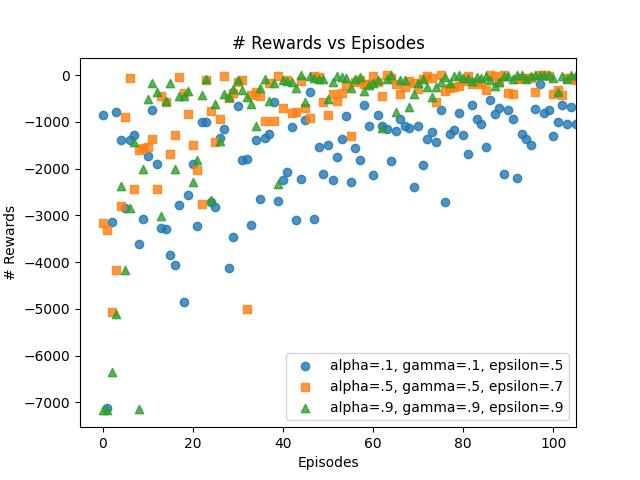 # Rewards vs Episodes
0
−1000
−2000
−3000
−4000
−5000
−6000
−7000
# Rewards
alpha=.1, gamma=.1, epsilon=.5
alpha=.5, gamma=.5, epsilon=.7
alpha=.9, gamma=.9, epsilon=.9
0 20 40 60 80 100
Episodes